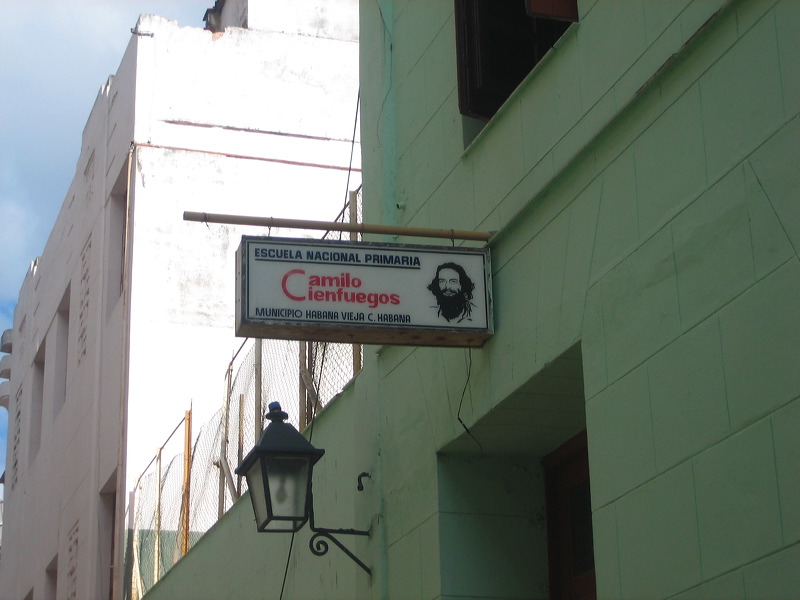 ESCUELA NACIONAL PRIMARIA
Camilo
Cienfuegos
MUNICIPIO HABANA VIEJA C. HABANA